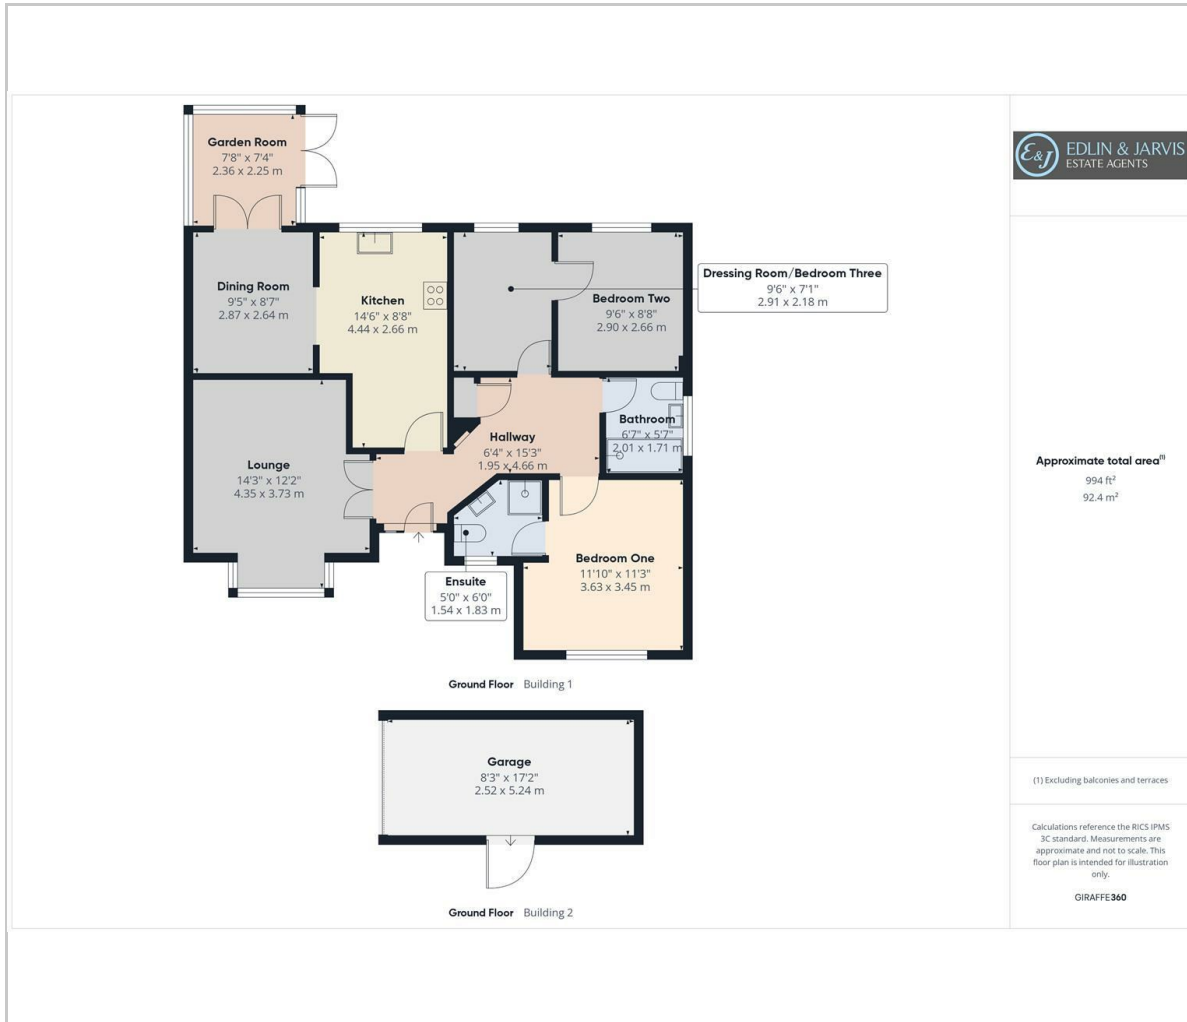 Garden Room
7'8" x 7'4"
2.36 x 2.25 m
E&J
EDLIN & JARVIS
ESTATE AGENTS
Dining Room
9'5" x 8'7"
2.87 x 2.64 m
Kitchen
14'6" x 8'8"
4.44 x 2.66 m
Bedroom Two
9'6" x 8'8"
2.90 x 2.66 m
Dressing Room/Bedroom Three
9'6" x 7'1"
2.91 x 2.18 m
Lounge
14'3" x 12'2"
4.35 x 3.73 m
Hallway
6'4" x 15'3"
1.95 x 4.66 m
Bathroom
6'7" x 5'7"
2.01 x 1.71 m
Ensuite
5'0" x 6'0"
1.54 x 1.83 m
Bedroom One
11'10" x 11'3"
3.63 x 3.45 m
Ground Floor Building 1
Garage
8'3" x 17'2"
2.52 x 5.24 m
Ground Floor Building 2
Approximate total area(1)
994 ft²
92.4 m²
(1) Excluding balconies and terraces
Calculations reference the RICS IPMS
3C standard. Measurements are
approximate and not to scale. This
floor plan is intended for illustration
only.
GIRAFFE360